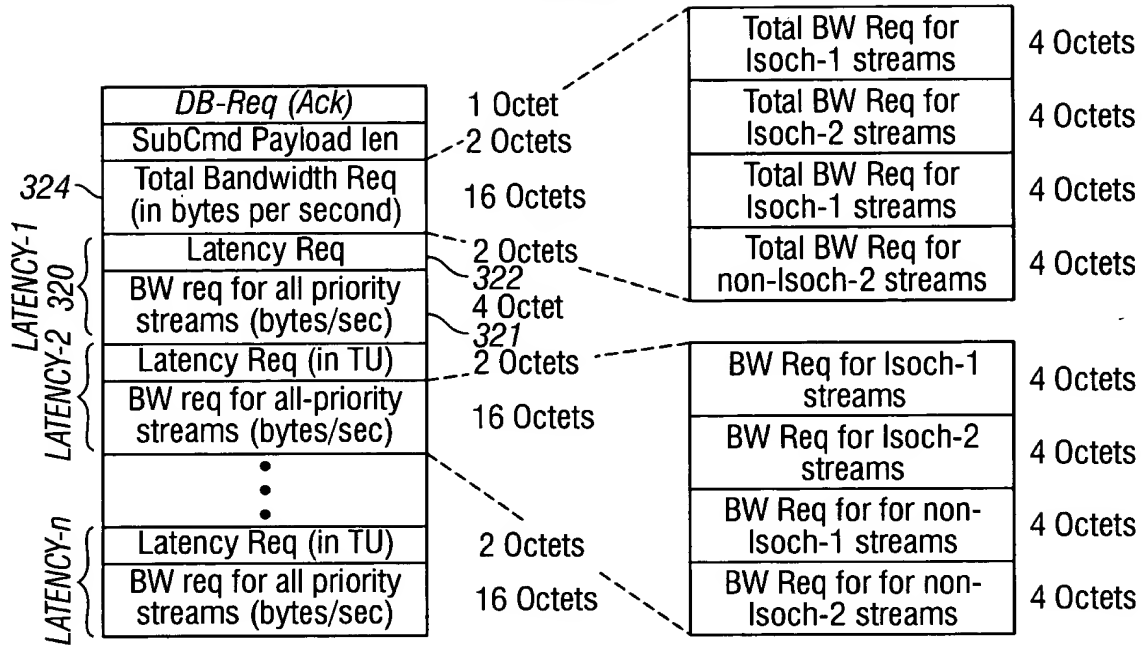 DB-Req (Ack)
1 Octet
SubCmd Payload len
2 Octets
324
Total Bandwidth Req
(in bytes per second)
16 Octets
LATENCY-1
320
Latency Req
2 Octets
322
BW req for all priority
streams (bytes/sec)
4 Octet
321
LATENCY-2
Latency Req (in TU)
2 Octets
BW req for all-priority
streams (bytes/sec)
16 Octets
LATENCY-n
Latency Req (in TU)
2 Octets
BW req for all priority
streams (bytes/sec)
16 Octets
Total BW Req for
Isoch-1 streams
4 Octets
Total BW Req for
Isoch-2 streams
4 Octets
Total BW Req for
Isoch-1 streams
4 Octets
Total BW Req for
non-Isoch-2 streams
4 Octets
BW Req for Isoch-1
streams
4 Octets
BW Req for Isoch-2
streams
4 Octets
BW Req for for non-
Isoch-1 streams
4 Octets
BW Req for for non-
Isoch-2 streams
4 Octets